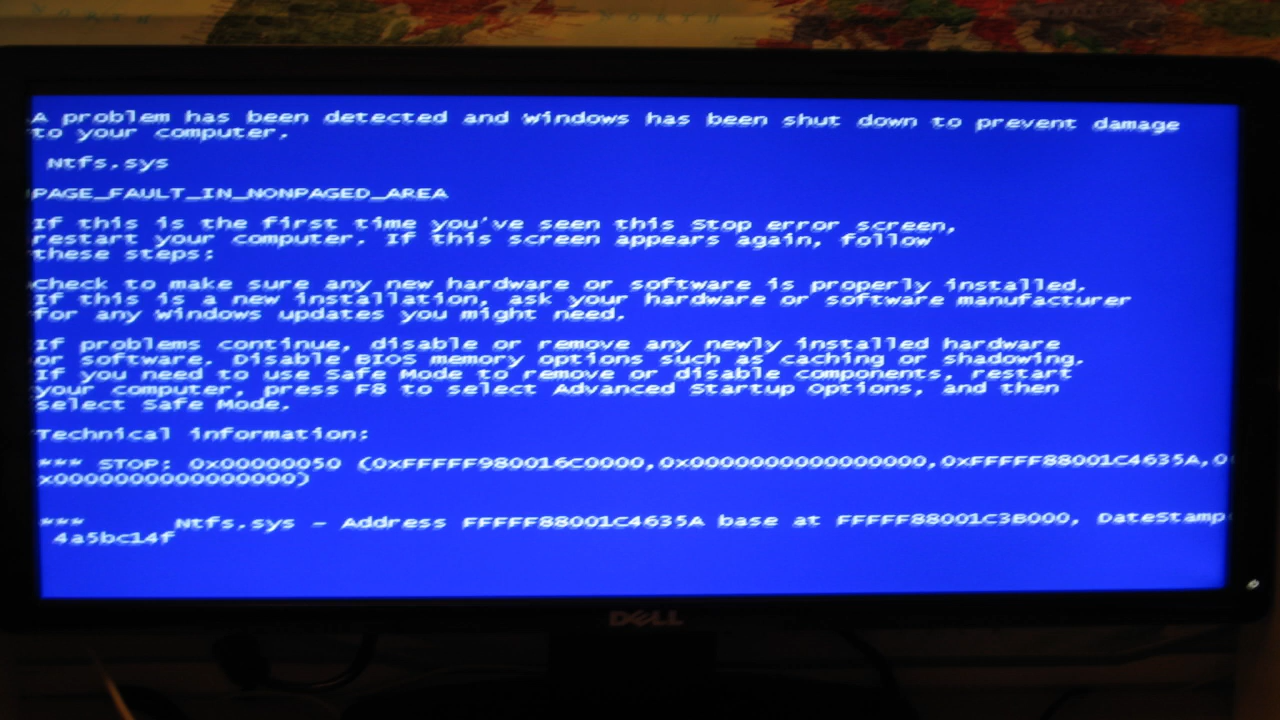 NORTH
NORTH
A problem has been detected and Windows has been shut down to prevent damage
to your computer.
Ntfs.sys
PAGE_FAULT_IN_NONPAGED_AREA
If this is the first time you've seen this Stop error screen,
restart your computer. If this screen appears again, follow
these steps:
Check to make sure any new hardware or software is properly installed.
If this is a new installation, ask your hardware or software manufacturer
for any Windows updates you might need.
If problems continue, disable or remove any newly installed hardware
or software. Disable BIOS memory options such as caching or shadowing.
If you need to use Safe Mode to remove or disable components, restart
your computer, press F8 to select Advanced Startup Options, and then
select Safe Mode.
Technical information:
*** STOP: 0x00000050 (0xFFFFF980016C0000,0x0000000000000000,0xFFFFF88001C4635A,0
x0000000000000000)
*** Ntfs.sys - Address FFFFF88001C4635A base at FFFFF88001C3B000, DateStamp
4a5bc14f
DELL